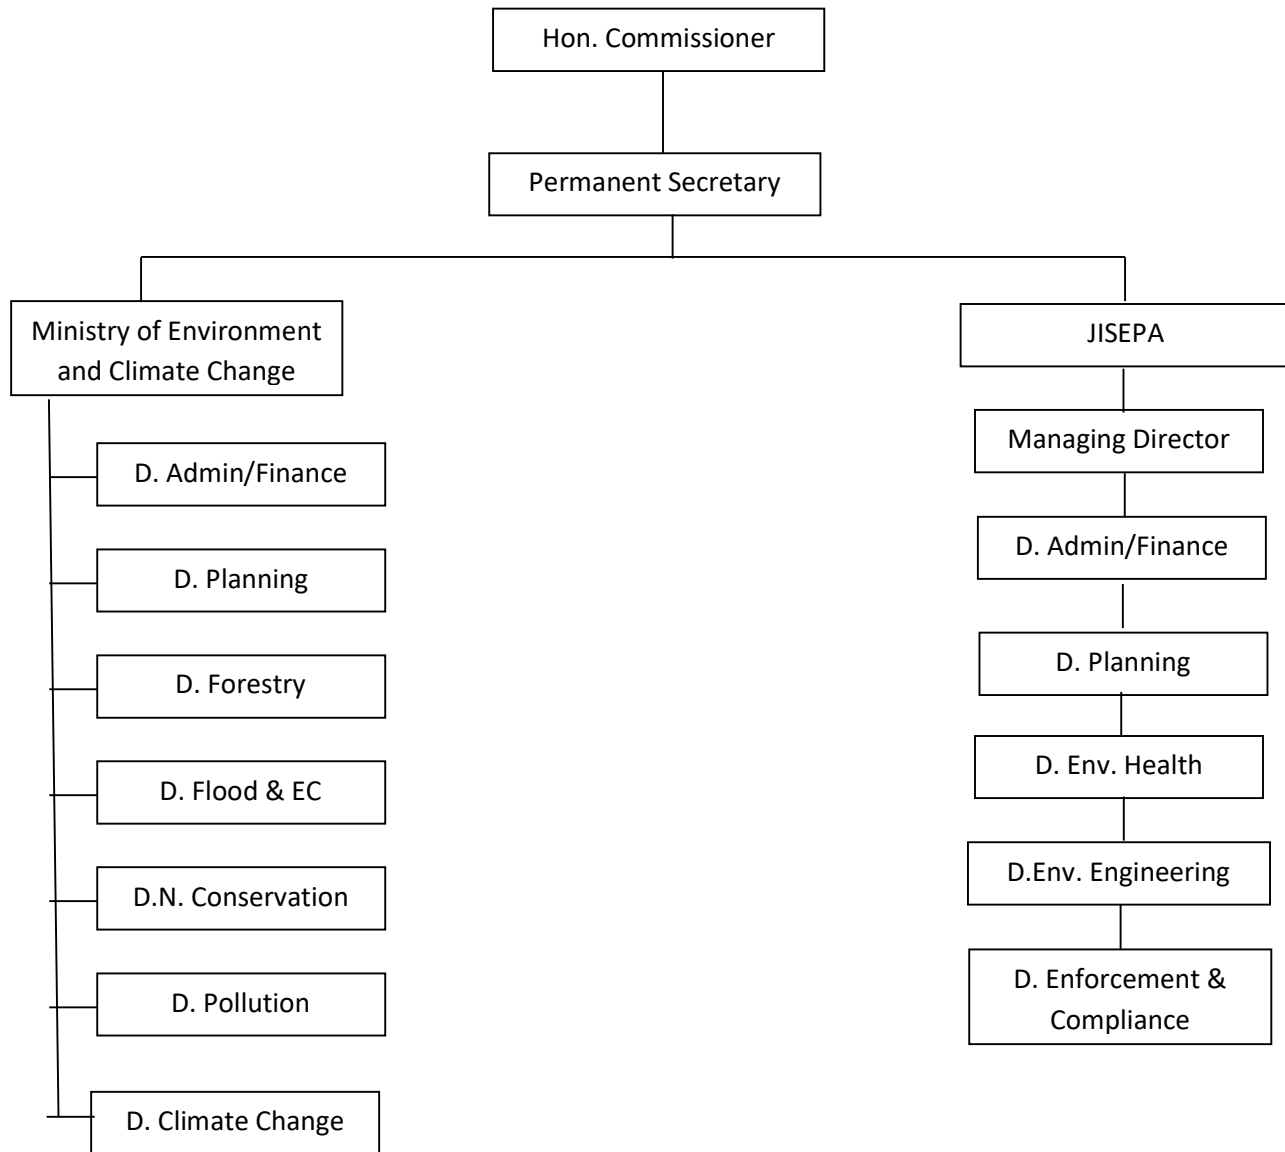 Hon. Commissioner
Permanent Secretary
Ministry of Environment
and Climate Change
D. Admin/Finance
D. Planning
D. Forestry
D. Flood & EC
D.N. Conservation
D. Pollution
D. Climate Change
JISEPA
Managing Director
D. Admin/Finance
D. Planning
D. Env. Health
D.Env. Engineering
D. Enforcement &
Compliance